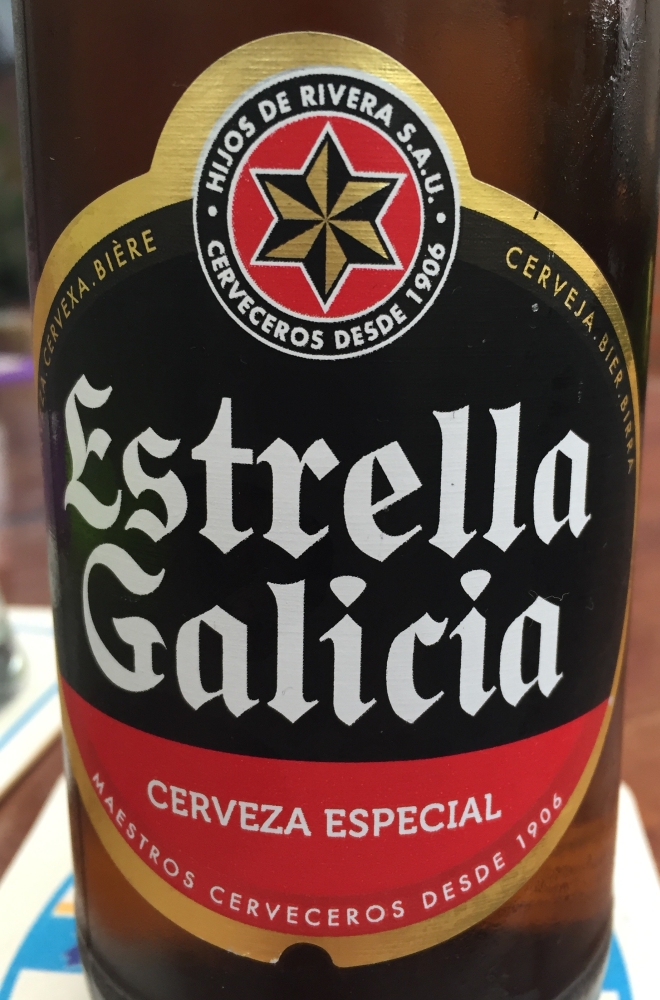 HIJOS DE RIVERA S.A.U.
CERVECEROS DESDE 1906
CERVEXA. BIÈRE
CERVEJA. BIER. BIRRA
Estrella
Galicia
CERVEZA ESPECIAL
MAESTROS CERVECEROS DESDE 1906